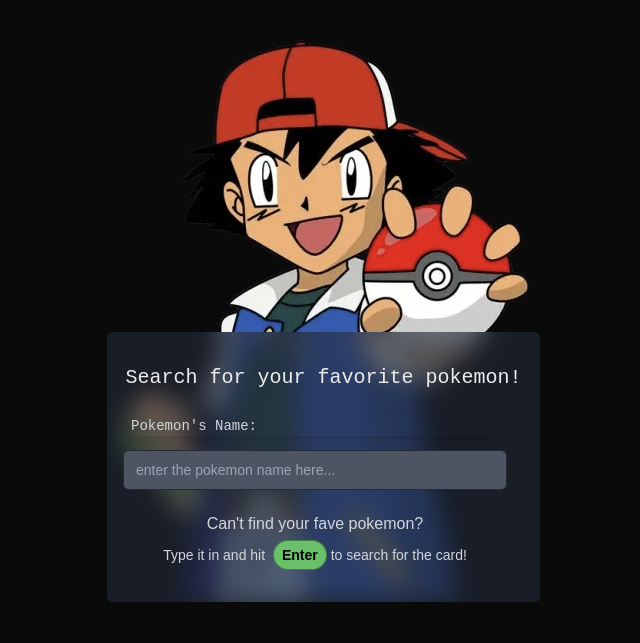 Search for your favorite pokemon!
Pokemon's Name:
enter the pokemon name here...
Can't find your fave pokemon?
Type it in and hit Enter to search for the card!